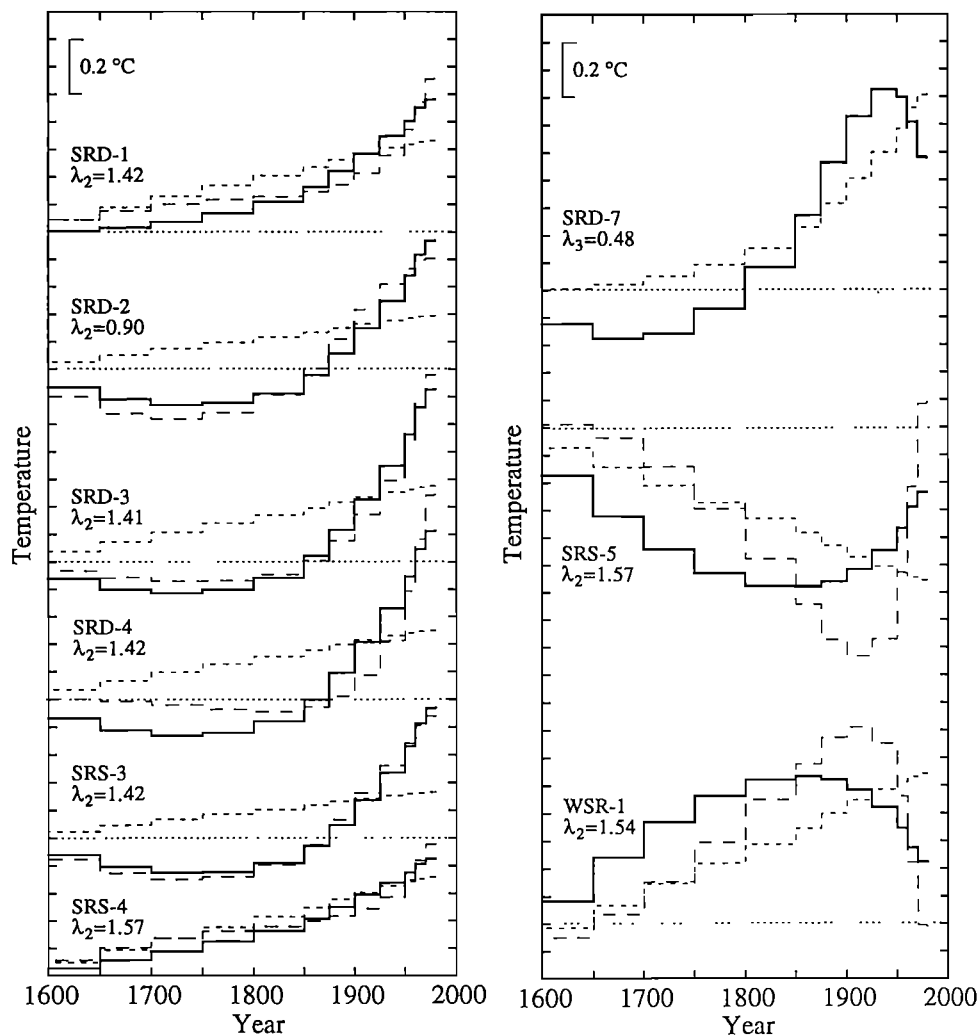 0.2 °C
SRD-1
λ2=1.42
SRD-2
λ2=0.90
SRD-3
λ2=1.41
SRD-4
λ2=1.42
SRS-3
λ2=1.42
SRS-4
λ2=1.57
Temperature
1600 1700 1800 1900 2000
Year
0.2 °C
SRD-7
λ3=0.48
SRS-5
λ2=1.57
WSR-1
λ2=1.54
Temperature
1600 1700 1800 1900 2000
Year